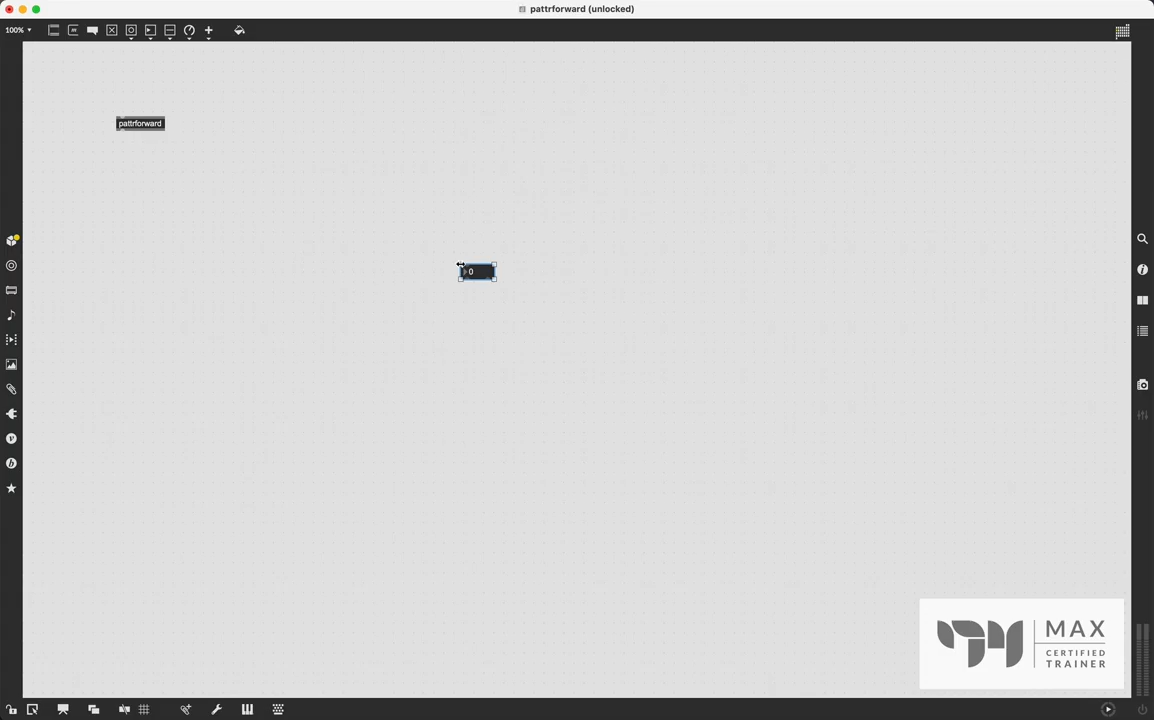 pattrforward (unlocked)
100%
pattrforward
0
MAX
CERTIFIED
TRAINER